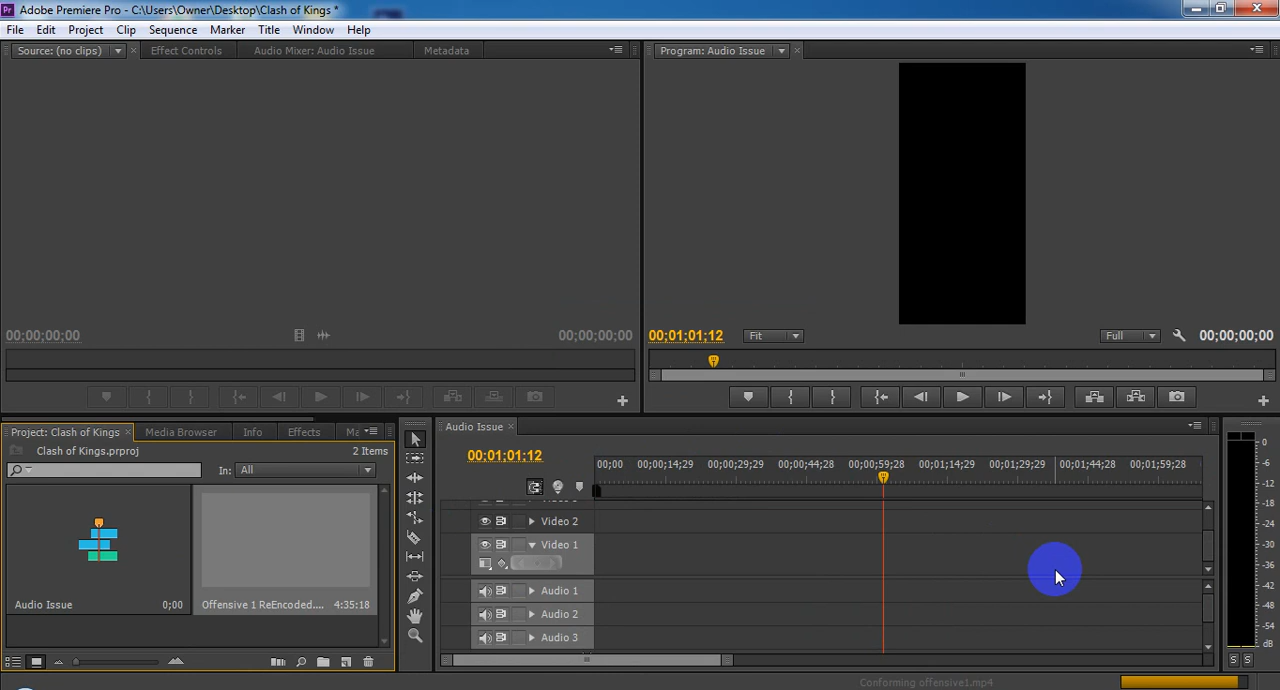 Pr Adobe Premiere Pro - C:\Users\Owner\Desktop\Clash of Kings *
File Edit Project Clip Sequence Marker Title Window Help
Source: (no clips) Effect Controls Audio Mixer: Audio Issue Metadata
Program: Audio Issue
00;00;00;00 00;00;00;00
00;01;01;12 Fit Full 00;00;00;00
Project: Clash of Kings Media Browser Info Effects Ma
Clash of Kings.prproj 2 Items
In: All
Audio Issue 0;00
Offensive 1 ReEncoded.... 4;35;18
Audio Issue
00;01;01;12
00;00 00;00;14;29 00;00;29;29 00;00;44;28 00;00;59;28 00;01;14;29 00;01;29;29 00;01;44;28 00;01;59;28
Video 2
Video 1
Audio 1
Audio 2
Audio 3
0
-6
-12
-18
-24
-30
-36
-42
-48
-54
dB
S S
Conforming offensive1.mp4